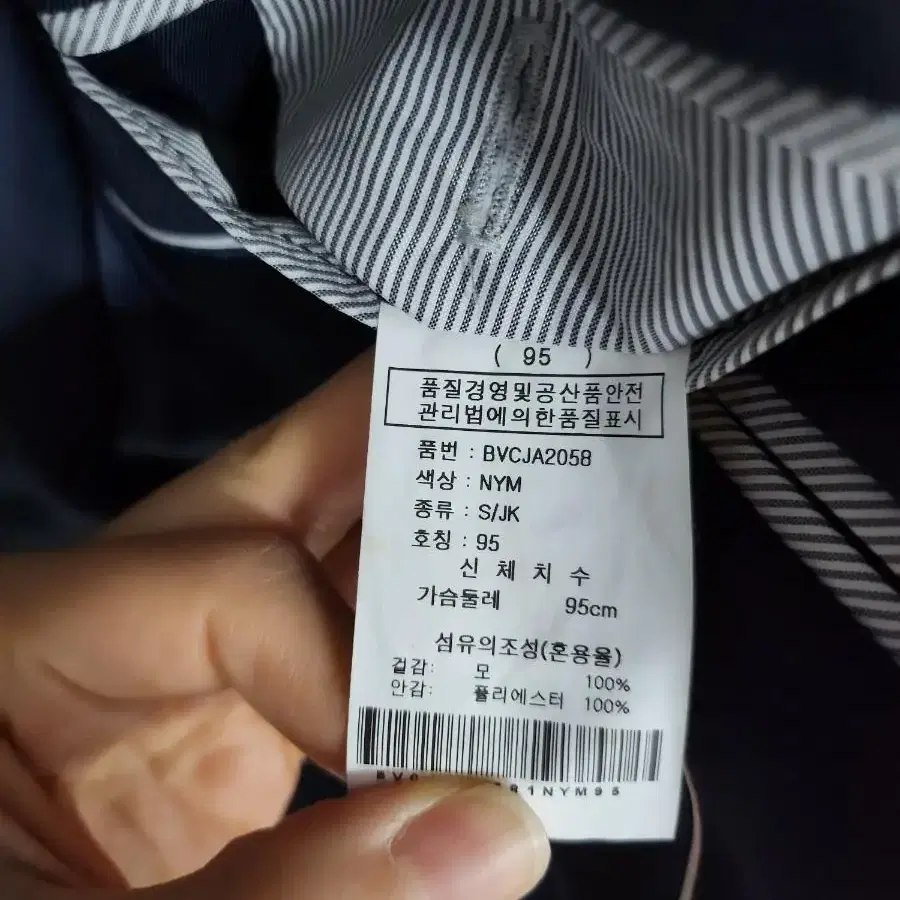 ( 95 )
품질경영및공산품안전
관리법에의한품질표시
품번 : BVCJA2058
색상 : NYM
종류 : S/JK
호칭 : 95
신 체 치 수
가슴둘레 95cm
섬유의조성(혼용율)
겉감: 모 100%
안감: 폴리에스터 100%